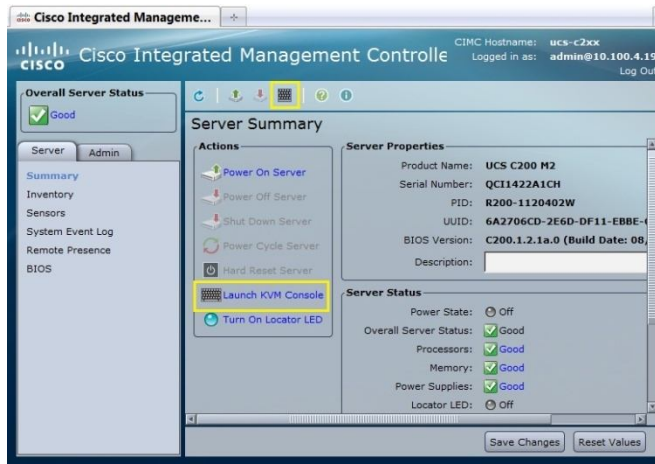 Cisco Integrated Manageme...
CISCO
Cisco Integrated Management Controlle
CIMC Hostname: ucs-c2xx
Logged in as: admin@10.100.4.19
Log Out
Overall Server Status
Good
Server Admin
Summary
Inventory
Sensors
System Event Log
Remote Presence
BIOS
Server Summary
Actions
Power On Server
Power Off Server
Shut Down Server
Power Cycle Server
Hard Reset Server
Launch KVM Console
Turn On Locator LED
Server Properties
Product Name: UCS C200 M2
Serial Number: QCI1422A1CH
PID: R200-1120402W
UUID: 6A2706CD-2E6D-DF11-EBBE-
BIOS Version: C200.1.2.1a.0 (Build Date: 08/
Description:
Server Status
Power State: Off
Overall Server Status: Good
Processors: Good
Memory: Good
Power Supplies: Good
Locator LED: Off
Save Changes Reset Values